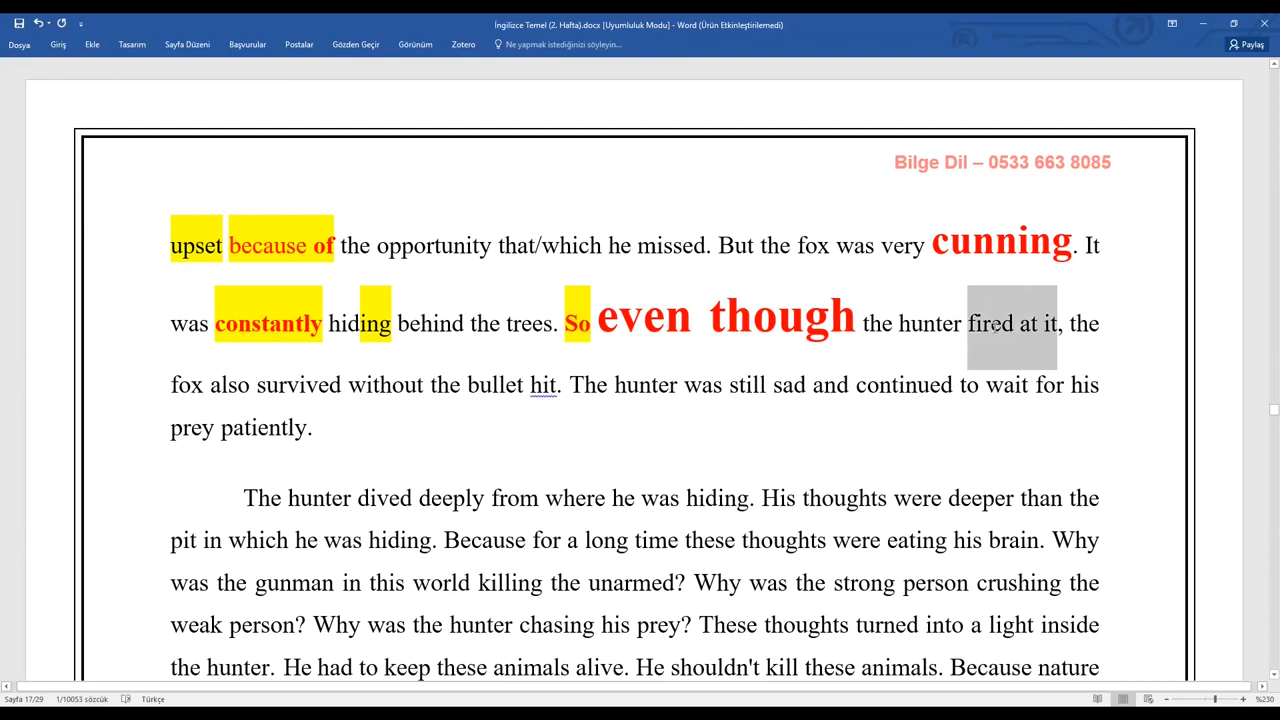 İngilizce Temel (2. Hafta).docx [Uyumluluk Modu] - Word (Ürün Etkinleştirilemedi)
Dosya Giriş Ekle Tasarım Sayfa Düzeni Başvurular Postalar Gözden Geçir Görünüm Zotero Ne yapmak istediğinizi söyleyin... Paylaş
Bilge Dil – 0533 663 8085
upset because of the opportunity that/which he missed. But the fox was very cunning. It
was constantly hiding behind the trees. So even though the hunter fired at it, the
fox also survived without the bullet hit. The hunter was still sad and continued to wait for his
prey patiently.
The hunter dived deeply from where he was hiding. His thoughts were deeper than the
pit in which he was hiding. Because for a long time these thoughts were eating his brain. Why
was the gunman in this world killing the unarmed? Why was the strong person crushing the
weak person? Why was the hunter chasing his prey? These thoughts turned into a light inside
the hunter. He had to keep these animals alive. He shouldn't kill these animals. Because nature
Sayfa 17/29 1/10053 sözcük Türkçe %230